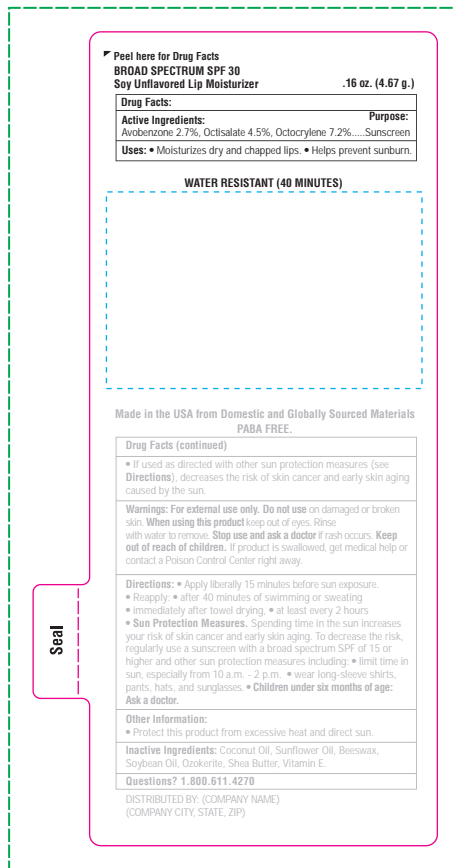 Peel here for Drug Facts
BROAD SPECTRUM SPF 30
Soy Unflavored Lip Moisturizer .16 oz. (4.67 g.)
Drug Facts:
Active Ingredients: Purpose:
Avobenzone 2.7%, Octisalate 4.5%, Octocrylene 7.2%.....Sunscreen
Uses: • Moisturizes dry and chapped lips. • Helps prevent sunburn.
WATER RESISTANT (40 MINUTES)
Made in the USA from Domestic and Globally Sourced Materials
PABA FREE.
Drug Facts (continued)
• If used as directed with other sun protection measures (see
Directions), decreases the risk of skin cancer and early skin aging
caused by the sun.
Warnings: For external use only. Do not use on damaged or broken
skin. When using this product keep out of eyes. Rinse
with water to remove. Stop use and ask a doctor if rash occurs. Keep
out of reach of children. If product is swallowed, get medical help or
contact a Poison Control Center right away.
Directions: • Apply liberally 15 minutes before sun exposure.
• Reapply: • after 40 minutes of swimming or sweating
• immediately after towel drying, • at least every 2 hours
• Sun Protection Measures. Spending time in the sun increases
your risk of skin cancer and early skin aging. To decrease the risk,
regularly use a sunscreen with a broad spectrum SPF of 15 or
higher and other sun protection measures including: • limit time in
sun, especially from 10 a.m. - 2 p.m. • wear long-sleeve shirts,
pants, hats, and sunglasses. • Children under six months of age:
Ask a doctor.
Other Information:
• Protect this product from excessive heat and direct sun.
Inactive Ingredients: Coconut Oil, Sunflower Oil, Beeswax,
Soybean Oil, Ozokerite, Shea Butter, Vitamin E.
Questions? 1.800.611.4270
DISTRIBUTED BY: (COMPANY NAME)
(COMPANY CITY, STATE, ZIP)
Seal